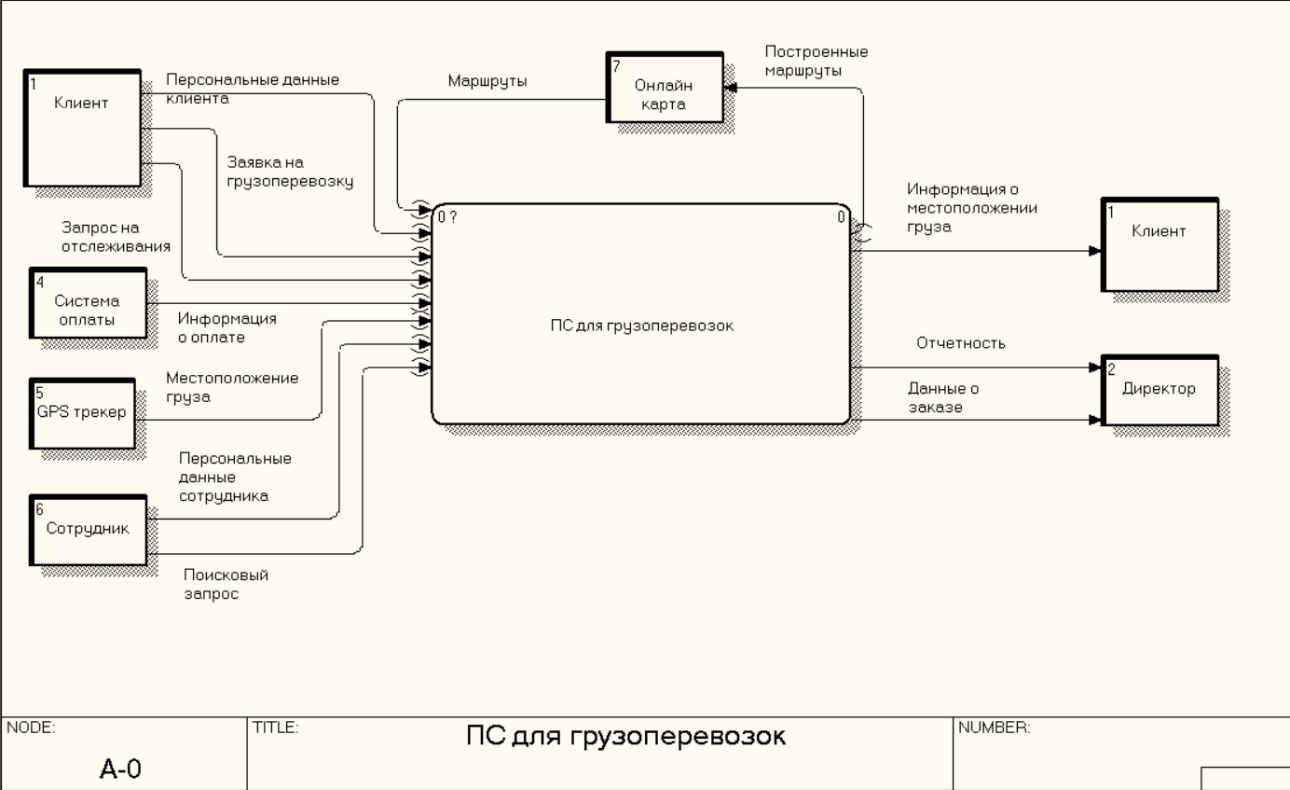 1
Клиент
Персональные данные
клиента
Заявка на
грузоперевозку
Запрос на
отслеживания
Маршруты
7
Онлайн
карта
Построенные
маршруты
4
Система
оплаты
Информация
о оплате
5
GPS трекер
Местоположение
груза
6
Сотрудник
Персональные
данные
сотрудника
Поисковый
запрос
0 ?
0
ПС для грузоперевозок
Информация о
местоположении
груза
1
Клиент
Отчетность
Данные о
заказе
2
Директор
NODE:
A-0
TITLE:
ПС для грузоперевозок
NUMBER: